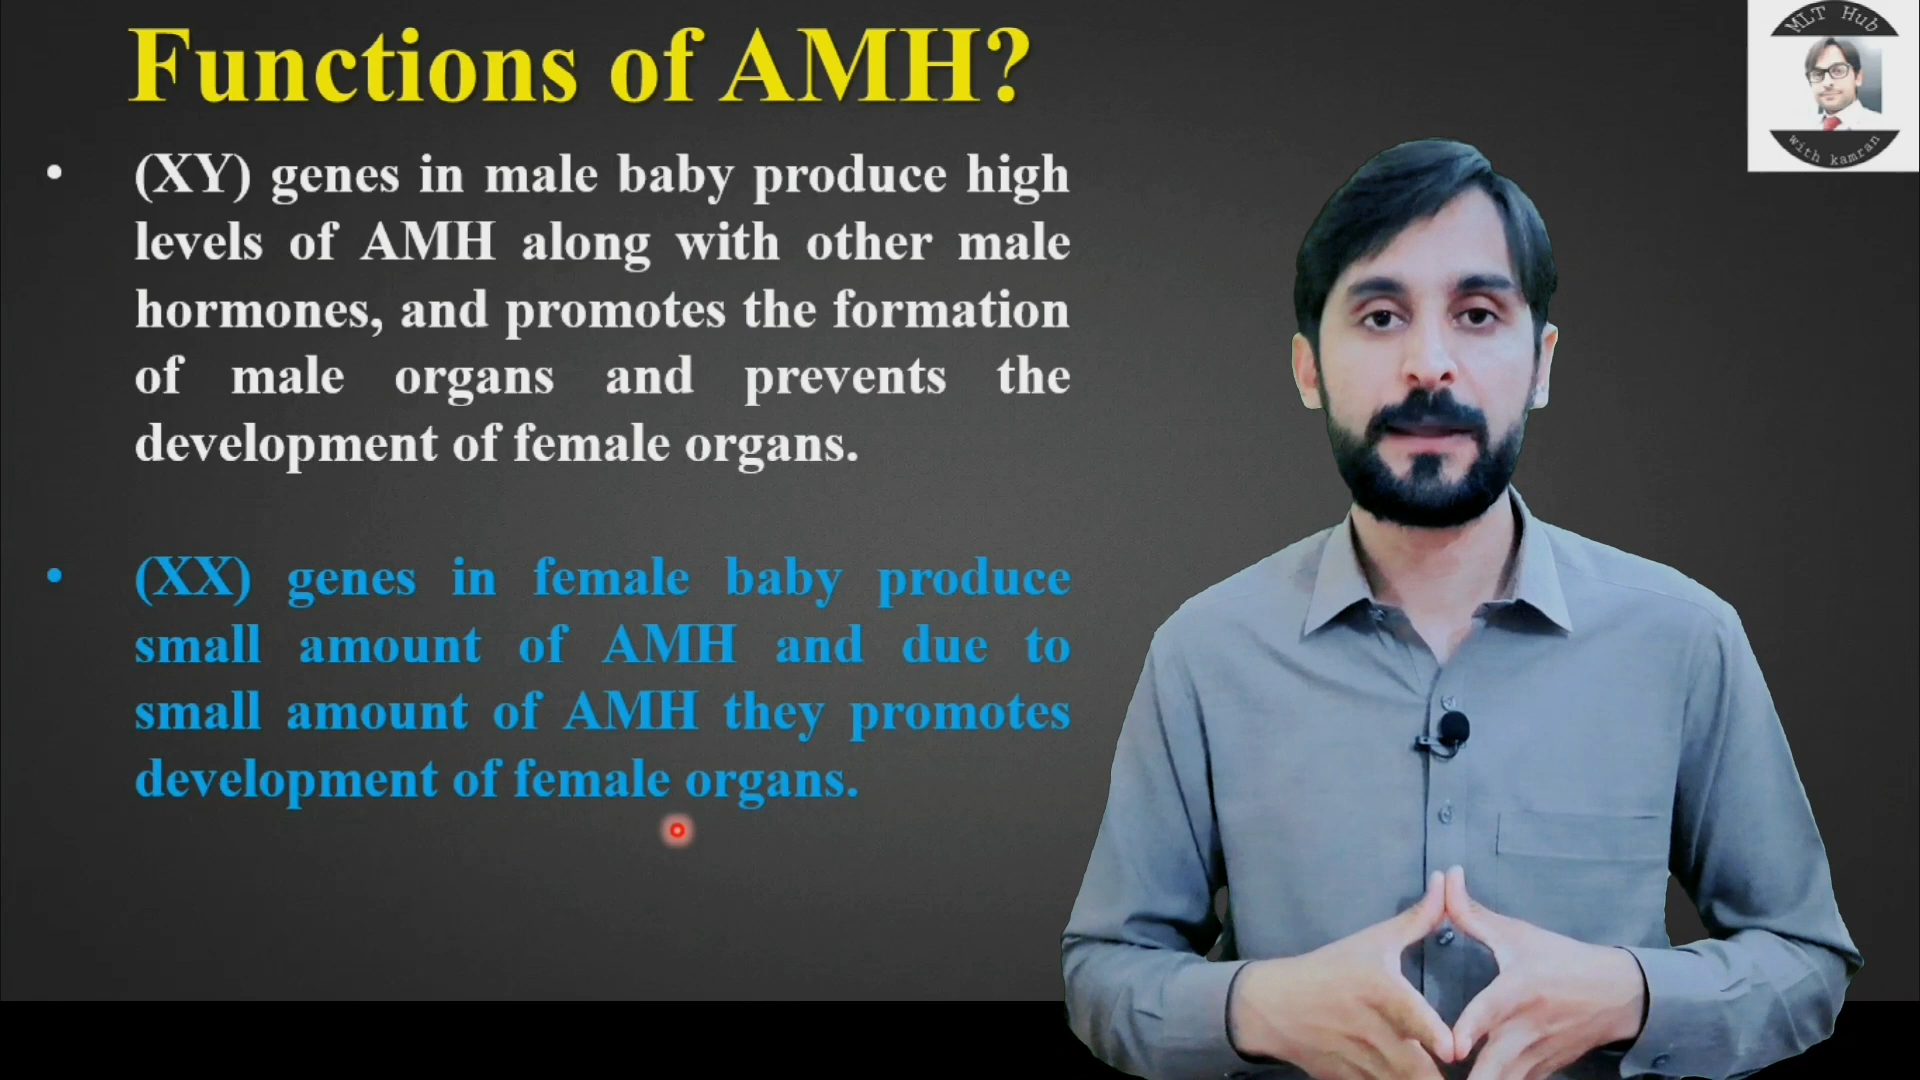 Functions of AMH?
• (XY) genes in male baby produce high
levels of AMH along with other male
hormones, and promotes the formation
of male organs and prevents the
development of female organs.
• (XX) genes in female baby produce
small amount of AMH and due to
small amount of AMH they promotes
development of female organs.
MLT Hub
with kamran